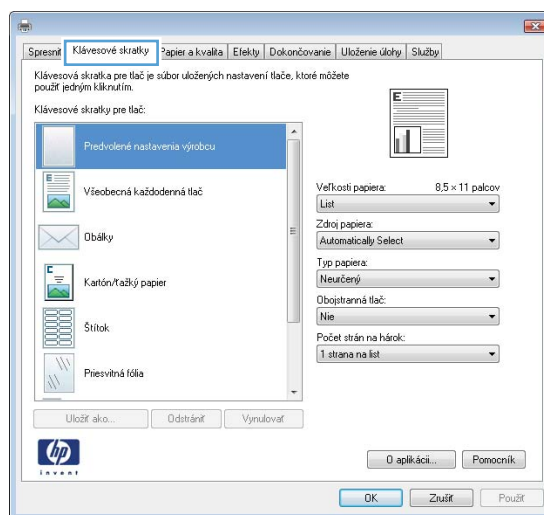 Spresniť
Klávesové skratky
Papier a kvalita
Efekty
Dokončovanie
Uloženie úlohy
Služby
Klávesová skratka pre tlač je súbor uložených nastavení tlače, ktoré môžete
použiť jedným kliknutím.
Klávesové skratky pre tlač:
Predvolené nastavenia výrobcu
Všeobecná každodenná tlač
Obálky
Kartón/ťažký papier
Štítok
Priesvitná fólia
Uložiť ako...
Odstrániť
Vynulovať
E
Veľkosti papiera:
8,5 × 11 palcov
List
Zdroj papiera:
Automatically Select
Typ papiera:
Neurčený
Obojstranná tlač:
Nie
Počet strán na hárok:
1 strana na list
hp
invent
O aplikácii...
Pomocník
OK
Zrušiť
Použiť